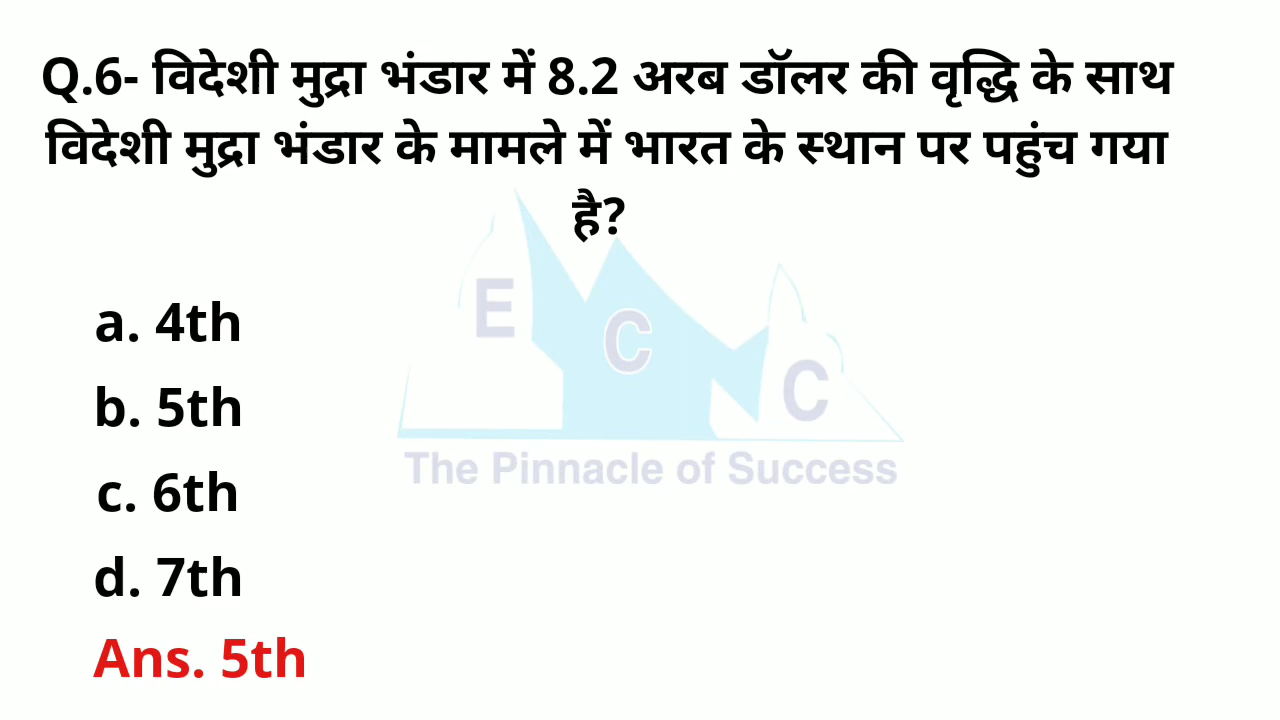 Q.6- विदेशी मुद्रा भंडार में 8.2 अरब डॉलर की वृद्धि के साथ
विदेशी मुद्रा भंडार के मामले में भारत के स्थान पर पहुंच गया
है?
E
C
C
a. 4th
b. 5th
c. 6th
The Pinnacle of Success
d. 7th
Ans. 5th